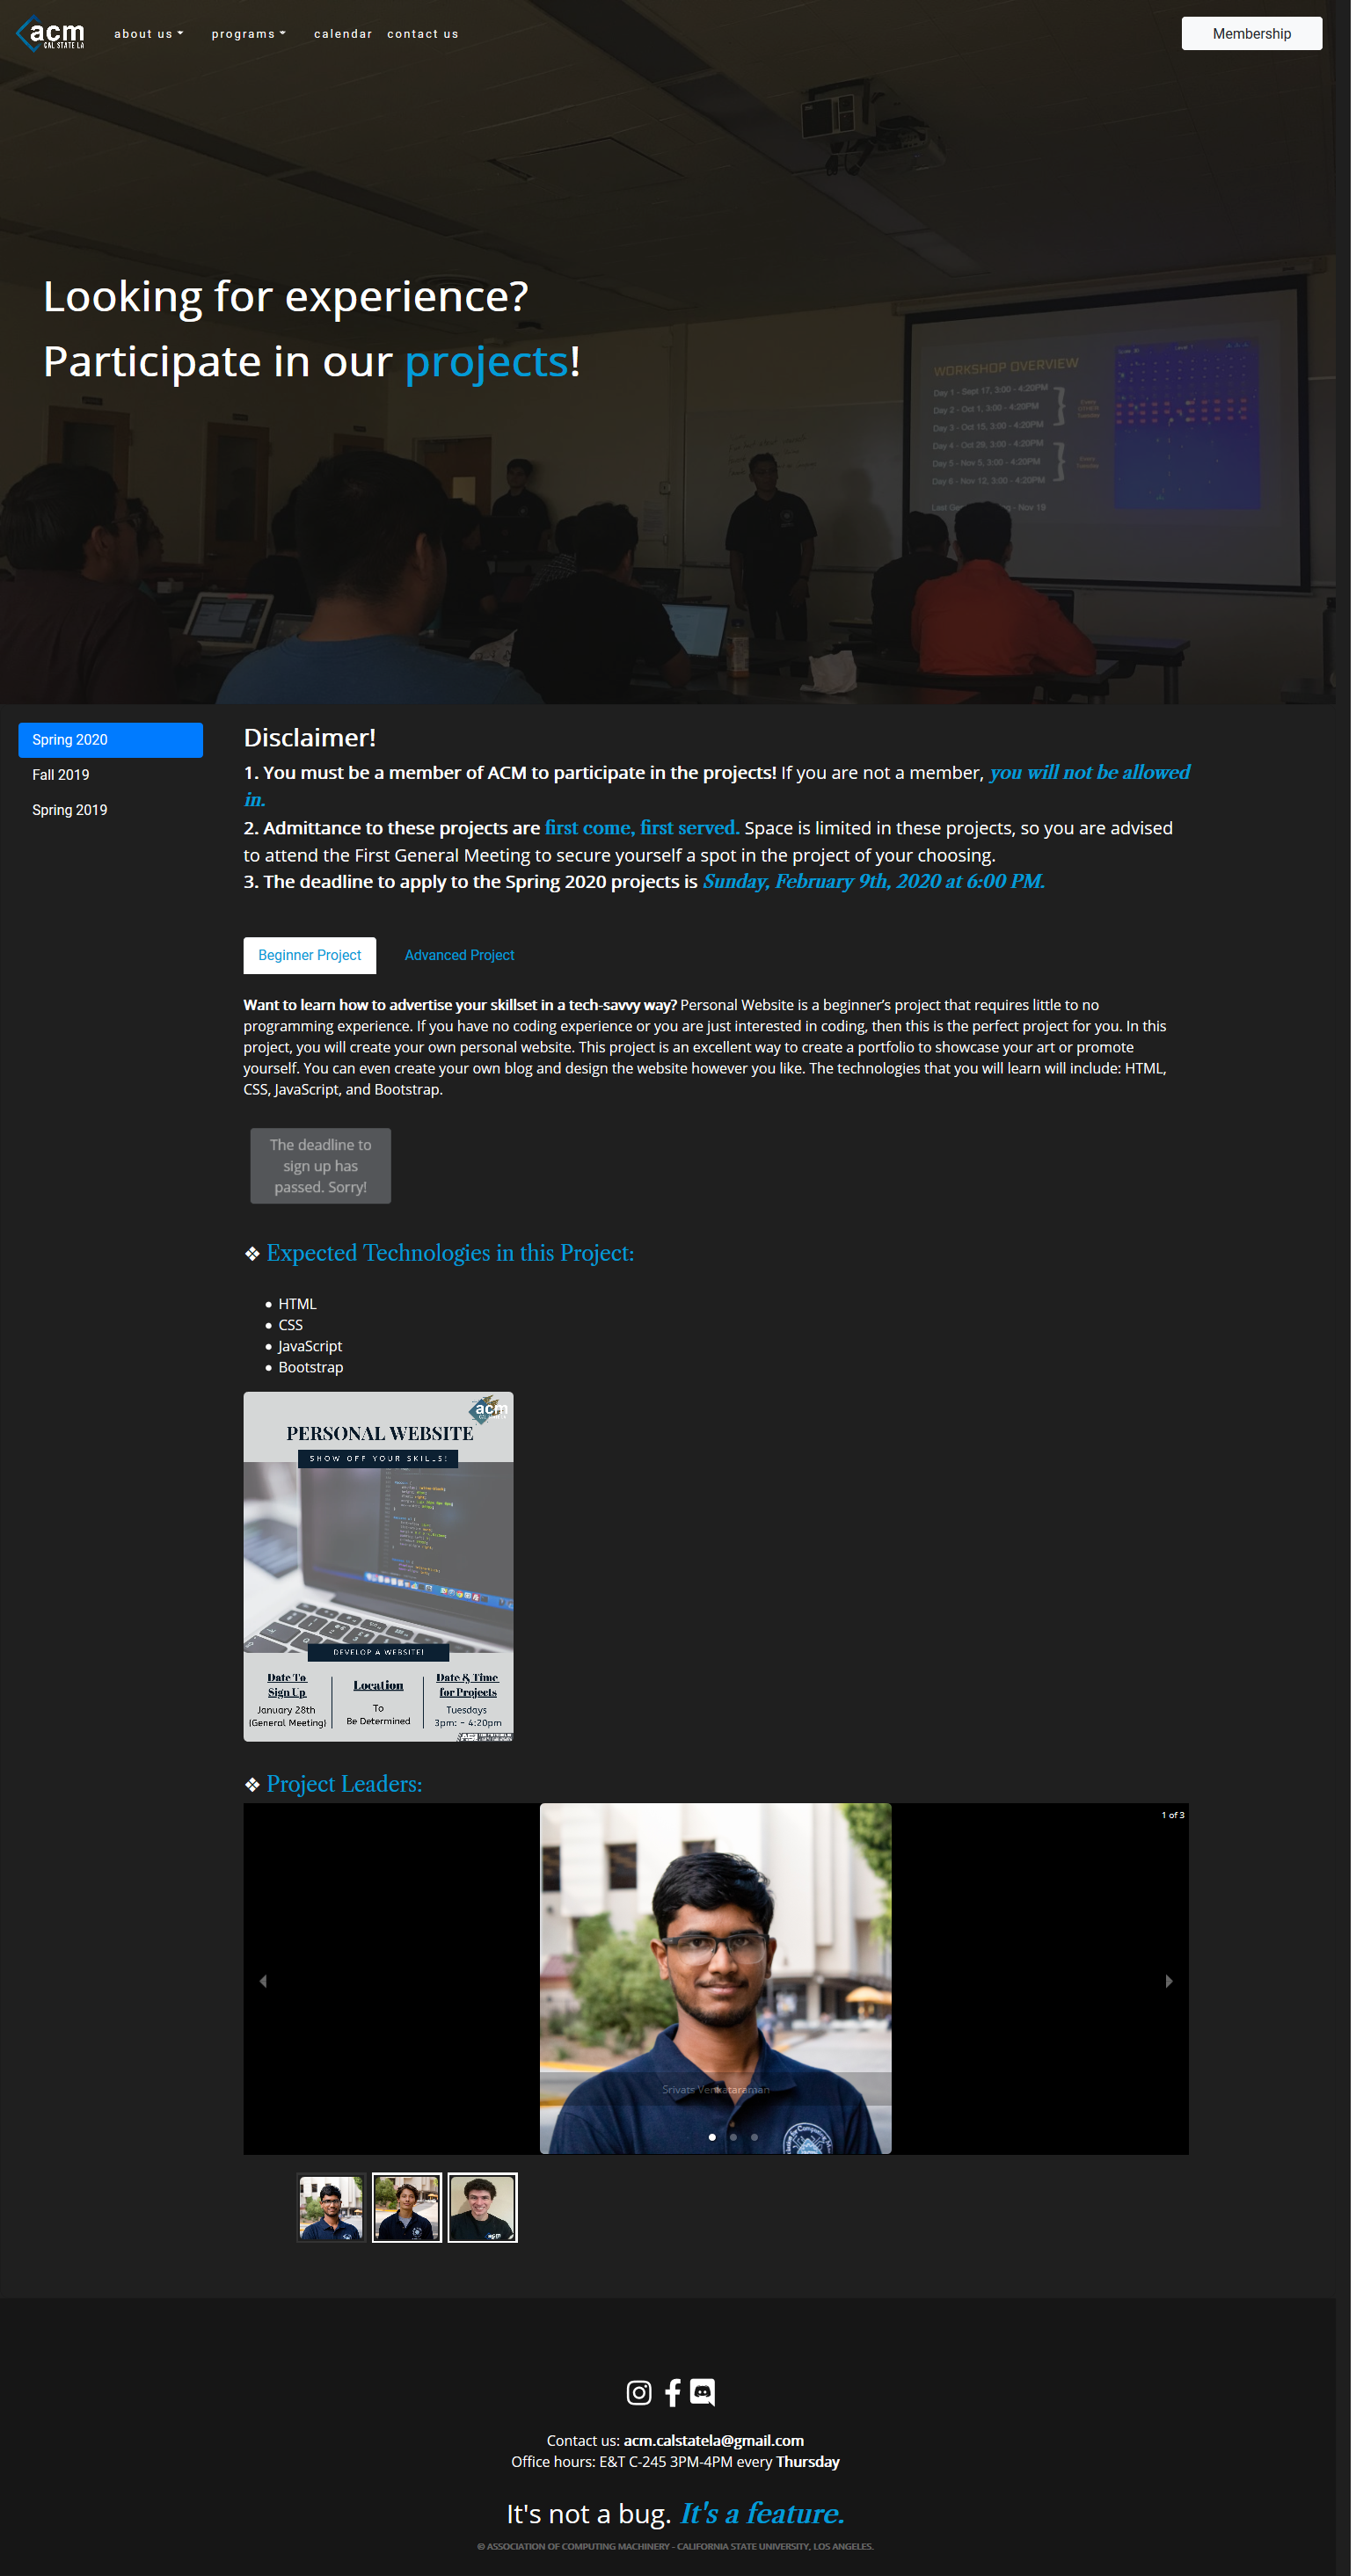 acm
CAL STATE LA
about us
programs
calendar
contact us
Membership
Looking for experience?
Participate in our projects!
WORKSHOP OVERVIEW
Day 1 - Sept 17, 3:00 - 4:20PM
Day 2 - Oct 1, 3:00 - 4:20PM
Day 3 - Oct 15, 3:00 - 4:20PM
Day 4 - Oct 29, 3:00 - 4:20PM
Day 5 - Nov 5, 3:00 - 4:20PM
Day 6 - Nov 12, 3:00 - 4:20PM
Every
Tuesday
- Nov 19
Spring 2020
Fall 2019
Spring 2019
Disclaimer!
1. You must be a member of ACM to participate in the projects! If you are not a member, you will not be allowed
in.
2. Admittance to these projects are first come, first served. Space is limited in these projects, so you are advised
to attend the First General Meeting to secure yourself a spot in the project of your choosing.
3. The deadline to apply to the Spring 2020 projects is Sunday, February 9th, 2020 at 6:00 PM.
Beginner Project
Advanced Project
Want to learn how to advertise your skillset in a tech-savvy way? Personal Website is a beginner’s project that requires little to no
programming experience. If you have no coding experience or you are just interested in coding, then this is the perfect project for you. In this
project, you will create your own personal website. This project is an excellent way to create a portfolio to showcase your art or promote
yourself. You can even create your own blog and design the website however you like. The technologies that you will learn will include: HTML,
CSS, JavaScript, and Bootstrap.
The deadline to
sign up has
passed. Sorry!
❖ Expected Technologies in this Project:
• HTML
• CSS
• JavaScript
• Bootstrap
acm
PERSONAL WEBSITE
SHOW OFF YOUR SKILLS!
DEVELOP A WEBSITE!
Date To
Sign Up
January 28th
(General Meeting)
Location
To
Be Determined
Date & Time
for Projects
Tuesdays
3pm: - 4:20pm
❖ Project Leaders:
1 of 3
Srivats Venkataraman
Contact us: acm.calstatela@gmail.com
Office hours: E&T C-245 3PM-4PM every Thursday
It's not a bug. It's a feature.
© ASSOCIATION OF COMPUTING MACHINERY - CALIFORNIA STATE UNIVERSITY, LOS ANGELES.